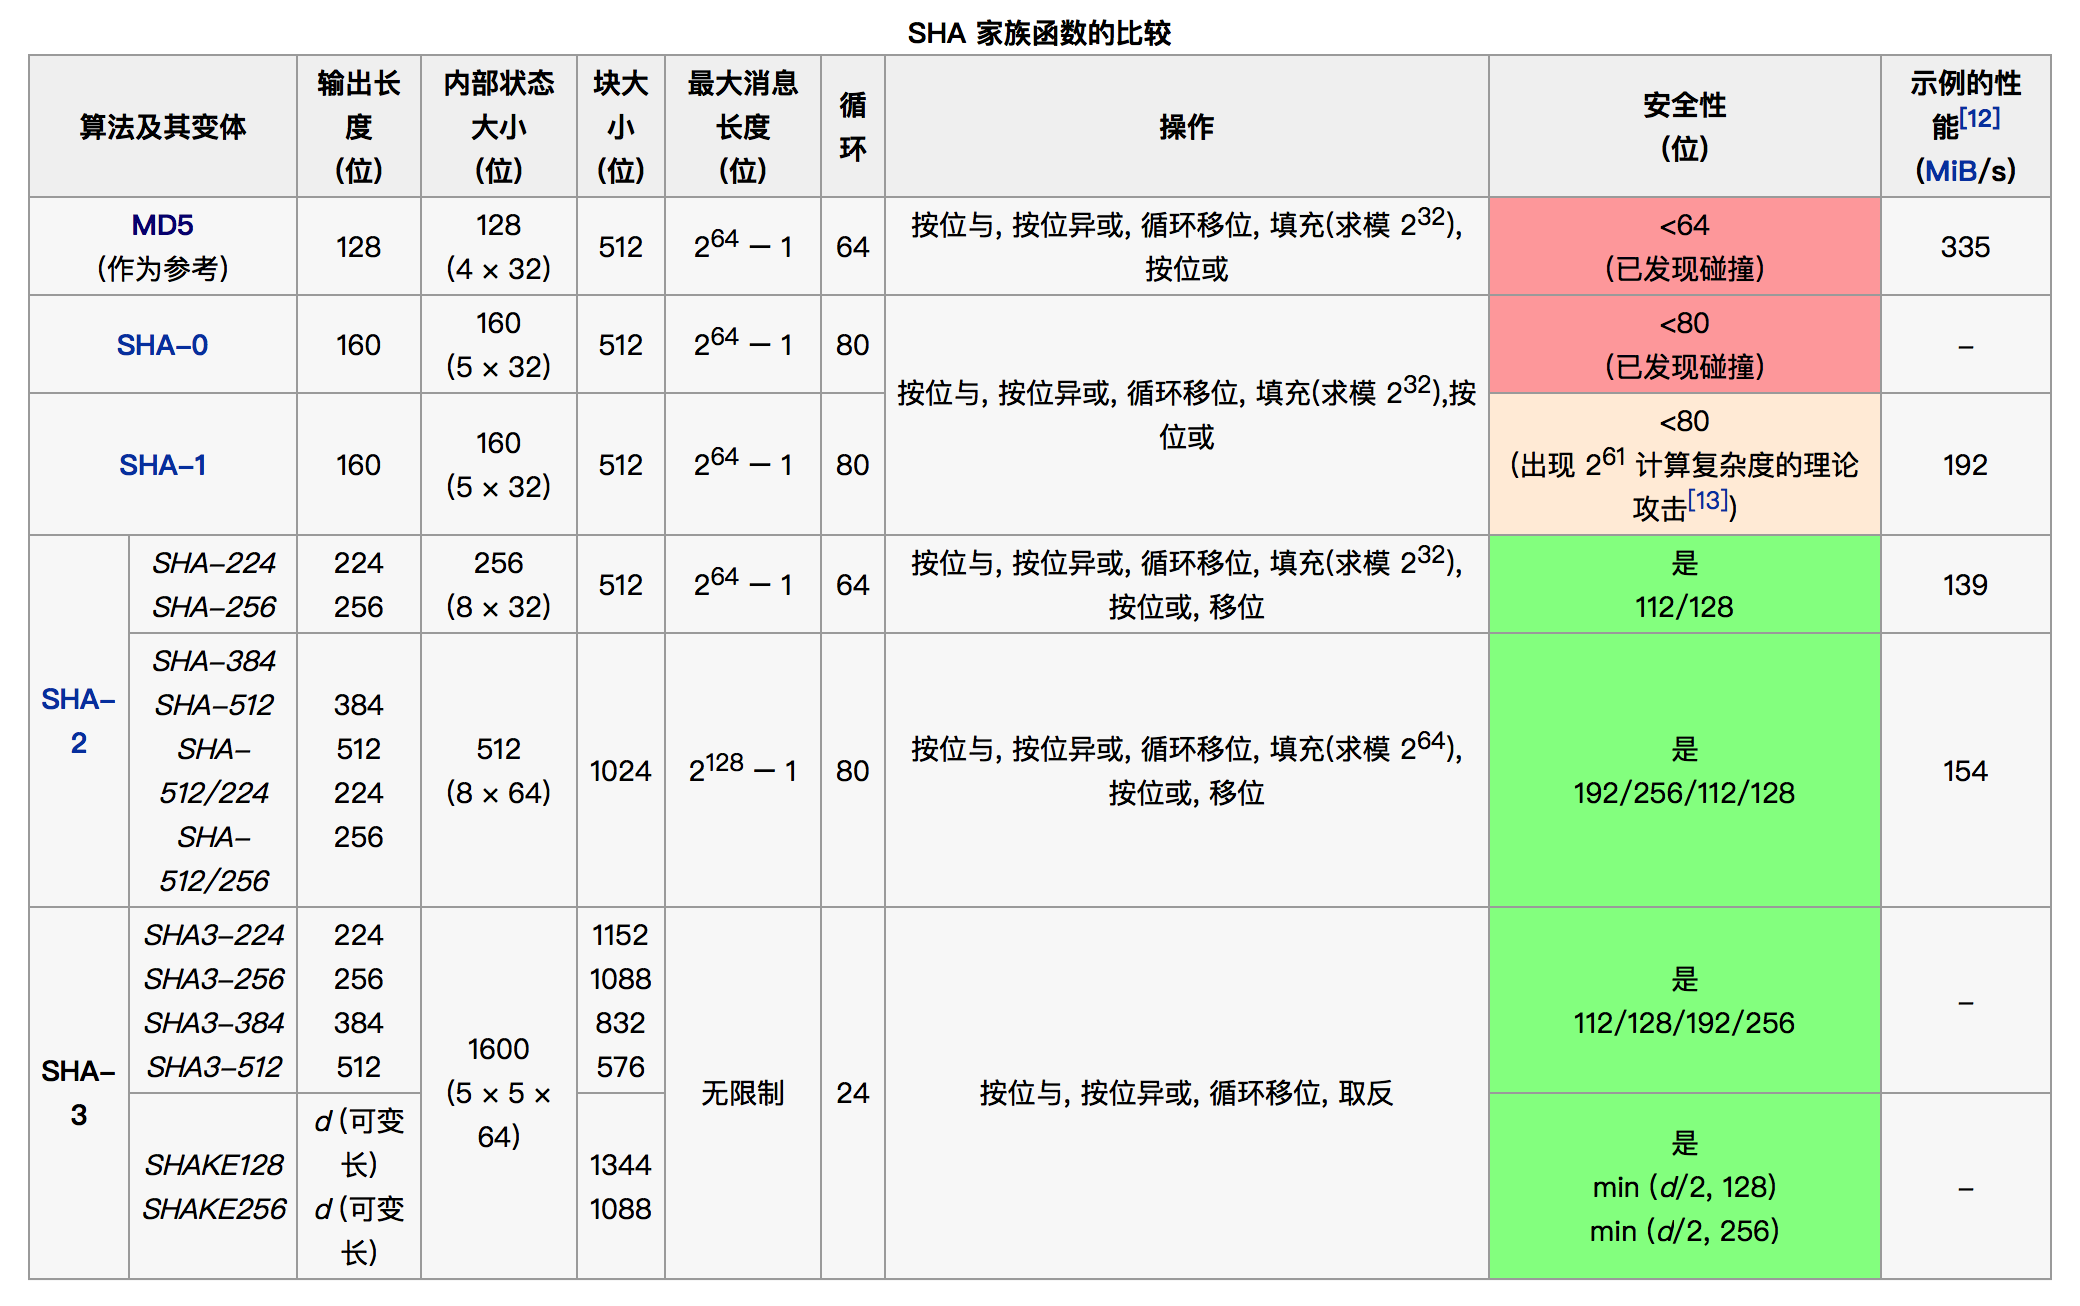 SHA 家族函数的比较
算法及其变体
输出长
度
(位)
内部状态
大小
(位)
块大
小
(位)
最大消息
长度
(位)
循
环
操作
安全性
(位)
示例的性
能[12]
(MiB/s)
MD5
(作为参考)
128
128
(4 × 32)
512
2^64 − 1
64
按位与, 按位异或, 循环移位, 填充(求模 2^32),
按位或
<64
(已发现碰撞)
335
SHA-0
160
160
(5 × 32)
512
2^64 − 1
80
按位与, 按位异或, 循环移位, 填充(求模 2^32),按
位或
<80
(已发现碰撞)
–
SHA-1
160
160
(5 × 32)
512
2^64 − 1
80
<80
(出现 2^61 计算复杂度的理论
攻击[13])
192
SHA-
2
SHA-224
SHA-256
224
256
256
(8 × 32)
512
2^64 − 1
64
按位与, 按位异或, 循环移位, 填充(求模 2^32),
按位或, 移位
是
112/128
139
SHA-384
SHA-512
SHA-
512/224
SHA-
512/256
384
512
224
256
512
(8 × 64)
1024
2^128 − 1
80
按位与, 按位异或, 循环移位, 填充(求模 2^64),
按位或, 移位
是
192/256/112/128
154
SHA-
3
SHA3-224
SHA3-256
SHA3-384
SHA3-512
224
256
384
512
1600
(5 × 5 ×
64)
1152
1088
832
576
无限制
24
按位与, 按位异或, 循环移位, 取反
是
112/128/192/256
–
SHAKE128
SHAKE256
d (可变
长)
d (可变
长)
1344
1088
是
min (d/2, 128)
min (d/2, 256)
–